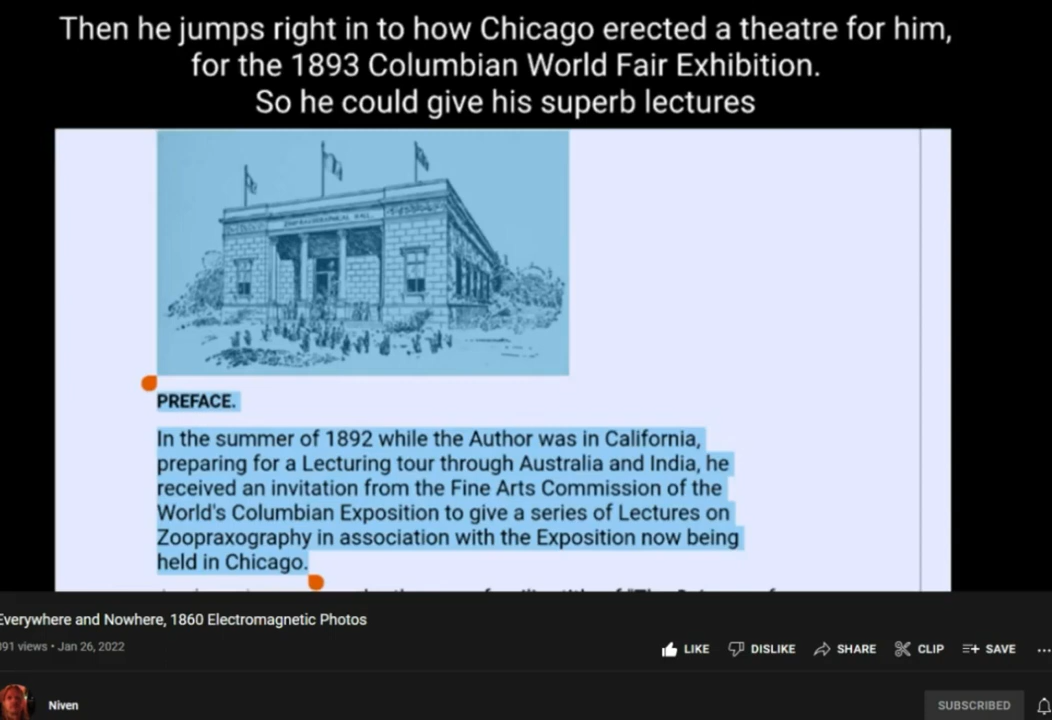 Then he jumps right in to how Chicago erected a theatre for him,
for the 1893 Columbian World Fair Exhibition.
So he could give his superb lectures
ZOOPRAXOGRAPHICAL HALL.
PREFACE.
In the summer of 1892 while the Author was in California,
preparing for a Lecturing tour through Australia and India, he
received an invitation from the Fine Arts Commission of the
World's Columbian Exposition to give a series of Lectures on
Zoopraxography in association with the Exposition now being
held in Chicago.
Everywhere and Nowhere, 1860 Electromagnetic Photos
991 views • Jan 26, 2022
LIKE DISLIKE SHARE CLIP SAVE ...
Niven SUBSCRIBED